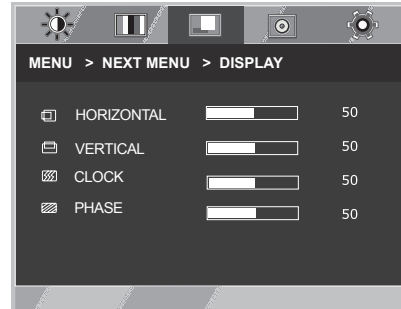 MENU > NEXT MENU > DISPLAY
HORIZONTAL 50
VERTICAL 50
CLOCK 50
PHASE 50